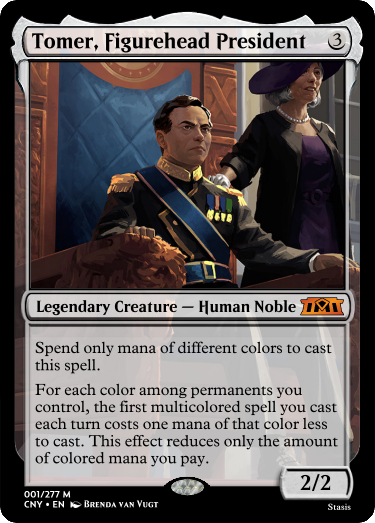 Tomer, Figurehead President 3
Legendary Creature — Human Noble
Spend only mana of different colors to cast
this spell.
For each color among permanents you
control, the first multicolored spell you cast
each turn costs one mana of that color less
to cast. This effect reduces only the amount
of colored mana you pay.
2/2
001/277 M
CNY • EN Brenda van Vugt
Stasis